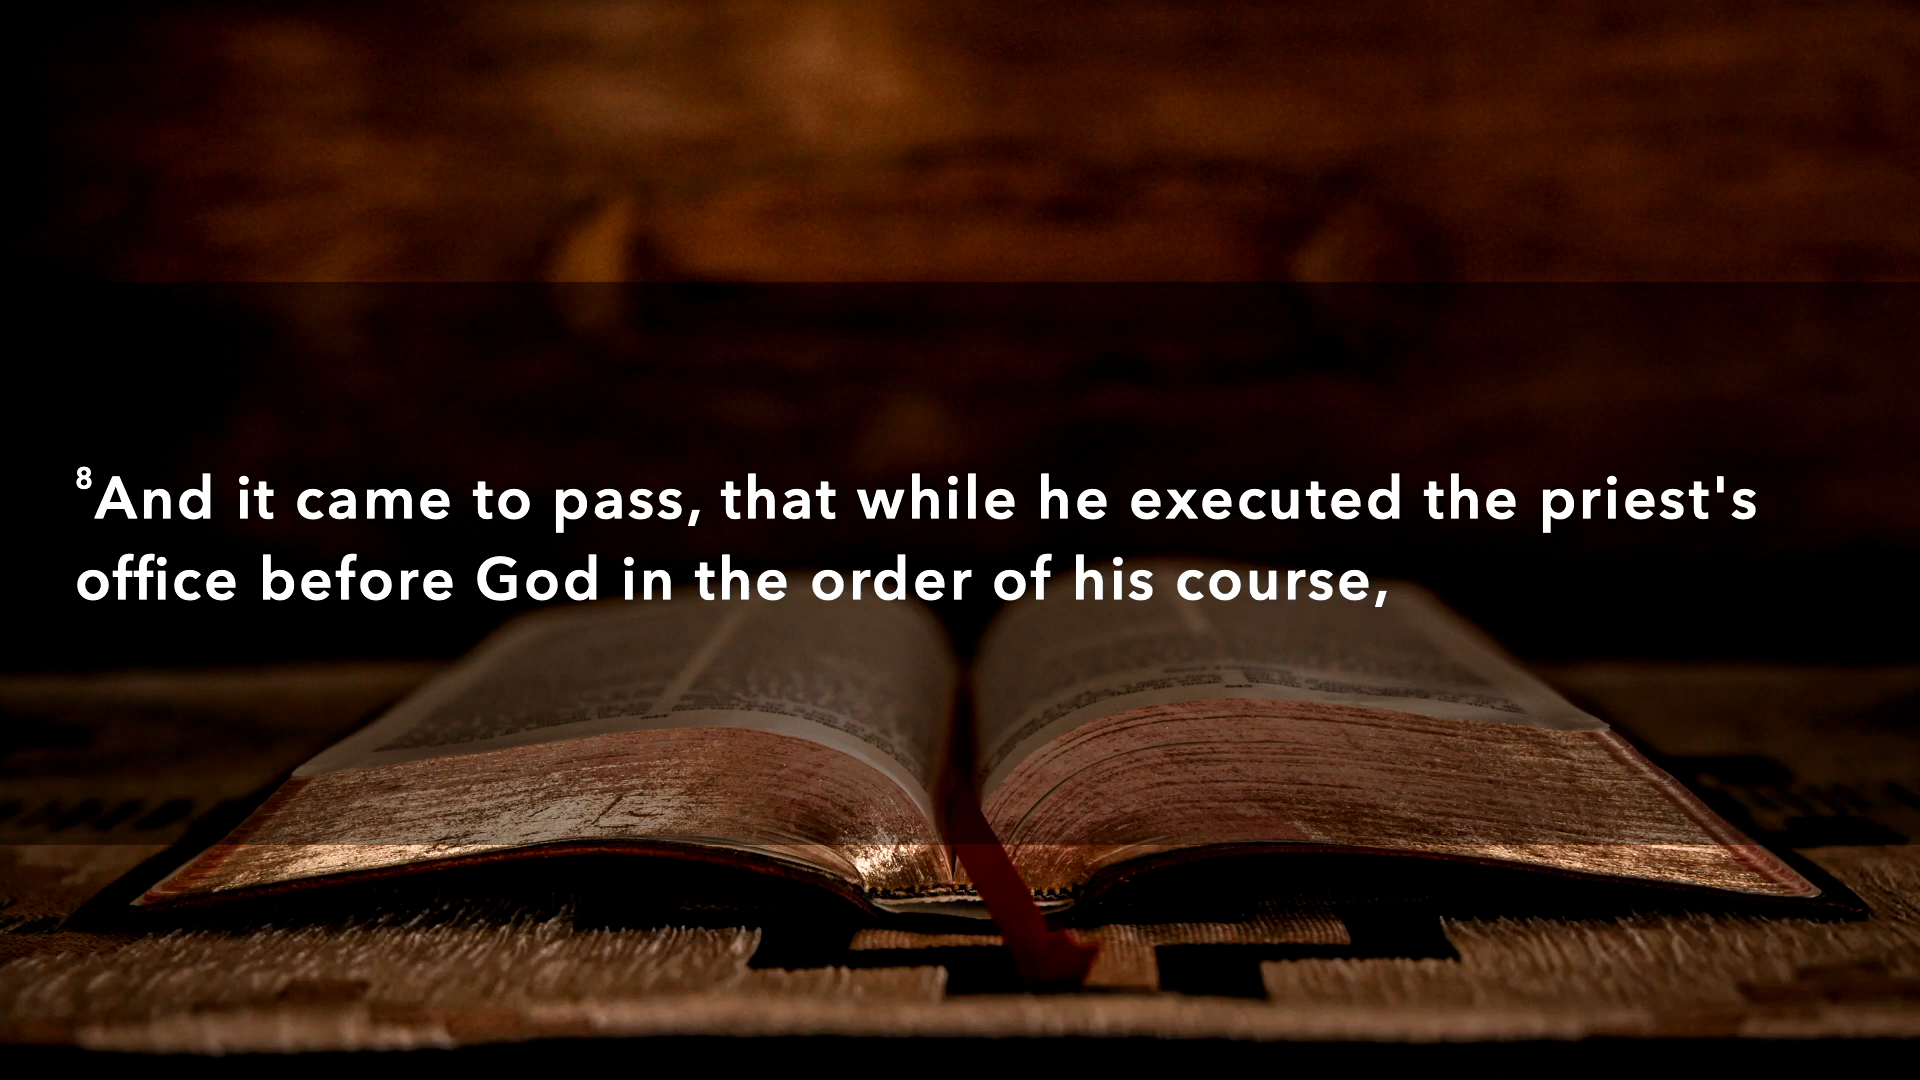 8And it came to pass, that while he executed the priest's
office before God in the order of his course,